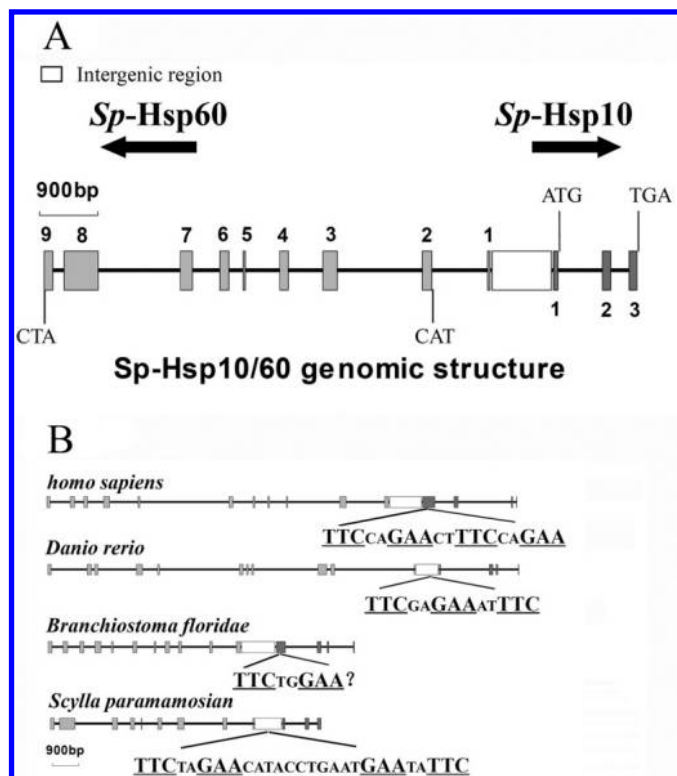 A
Intergenic region
Sp-Hsp60 Sp-Hsp10
900bp ATG TGA
9 8 7 6 5 4 3 2 1
1 2 3
CTA CAT
Sp-Hsp10/60 genomic structure
B
homo sapiens
TTCCAGAACTTTCCAGAA
Danio rerio
TTCGAGAAATTTC
Branchiostoma floridae
TTCTGGAA?
Scylla paramamosian
900bp
TTCTAGAACATACCTGAATGAATATTC